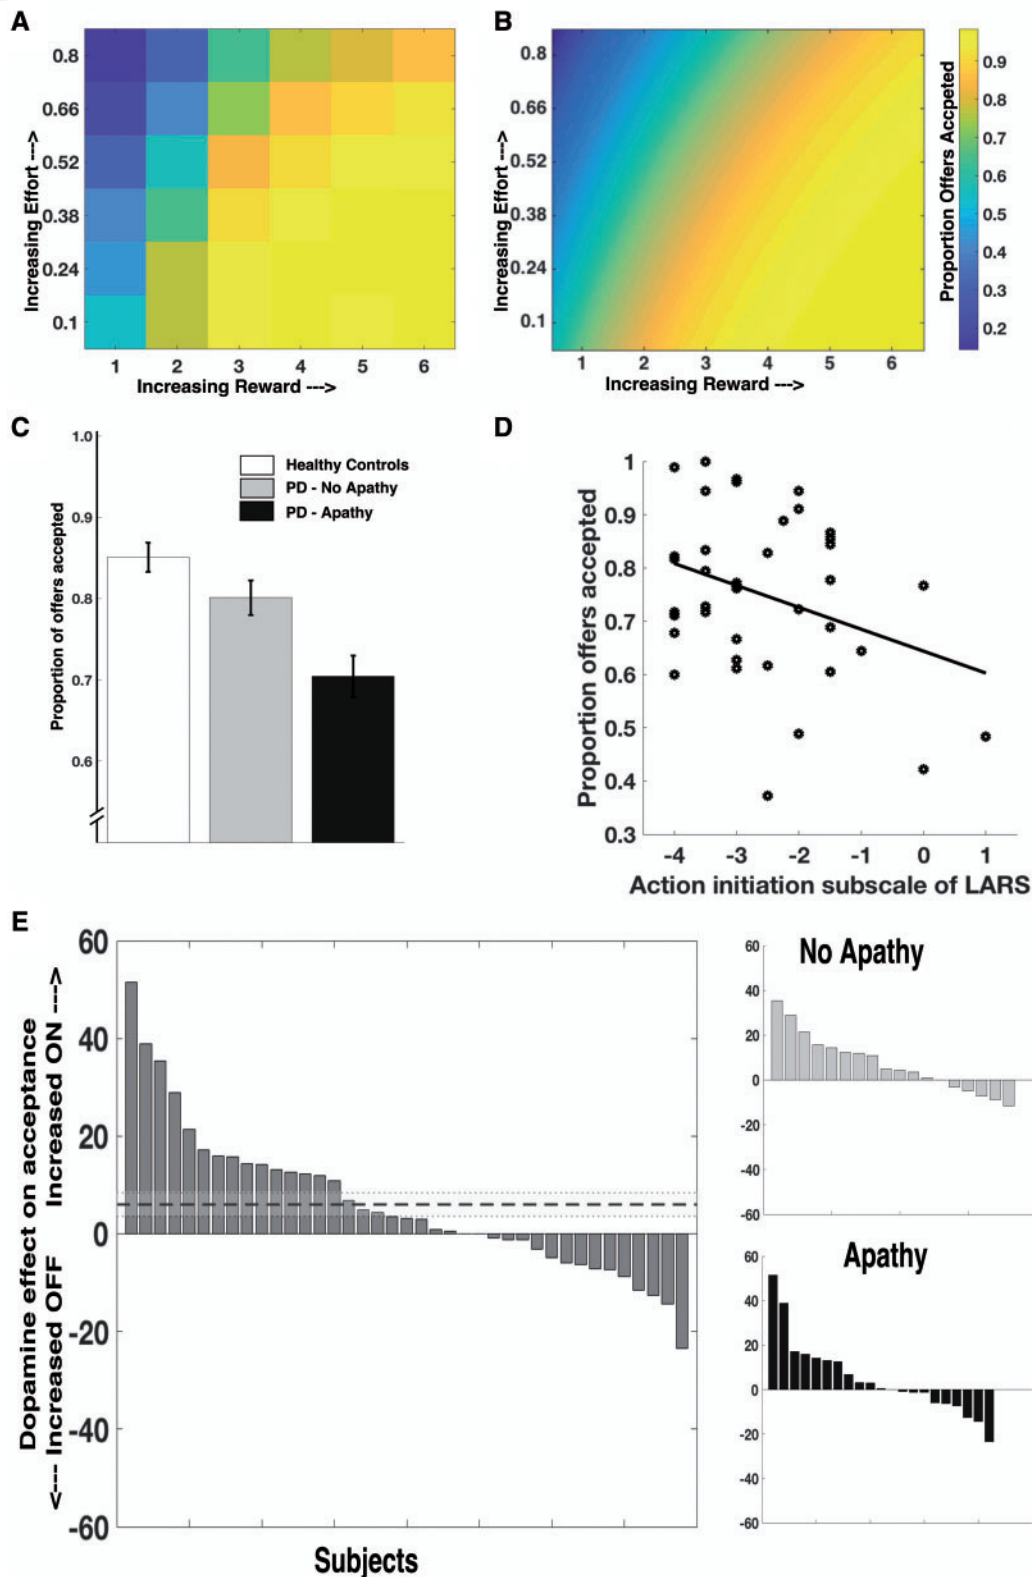 A
0.8
0.66
0.52
0.38
0.24
0.1
Increasing Effort --->
1 2 3 4 5 6
Increasing Reward --->
B
0.8
0.66
0.52
0.38
0.24
0.1
Increasing Effort --->
1 2 3 4 5 6
Increasing Reward --->
Proportion Offers Accpeted
0.9
0.8
0.7
0.6
0.5
0.4
0.3
0.2
C
1.0
0.9
0.8
0.7
0.6
Proportion of offers accepted
Healthy Controls
PD - No Apathy
PD - Apathy
D
1
0.9
0.8
0.7
0.6
0.5
0.4
0.3
Proportion offers accepted
-4 -3 -2 -1 0 1
Action initiation subscale of LARS
E
60
40
20
0
-20
-40
-60
Dopamine effect on acceptance
<--- Increased OFF Increased ON --->
Subjects
No Apathy
60
40
20
0
-20
-40
-60
Apathy
60
40
20
0
-20
-40
-60